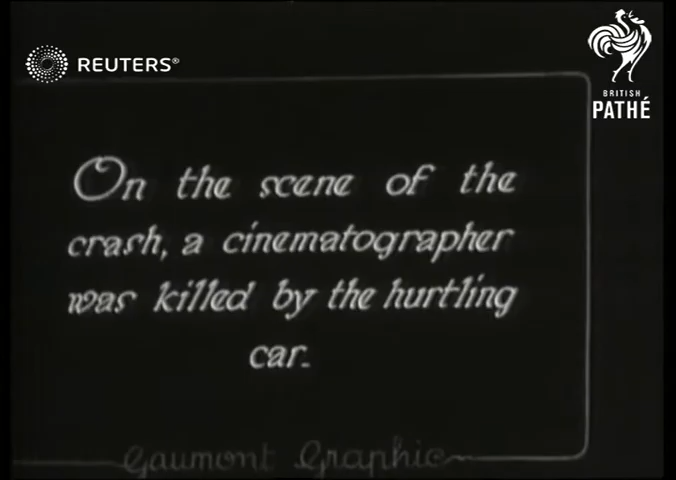 REUTERS®
BRITISH
PATHÉ
On the scene of the
crash, a cinematographer
was killed by the hurtling
car.
Gaumont Graphic